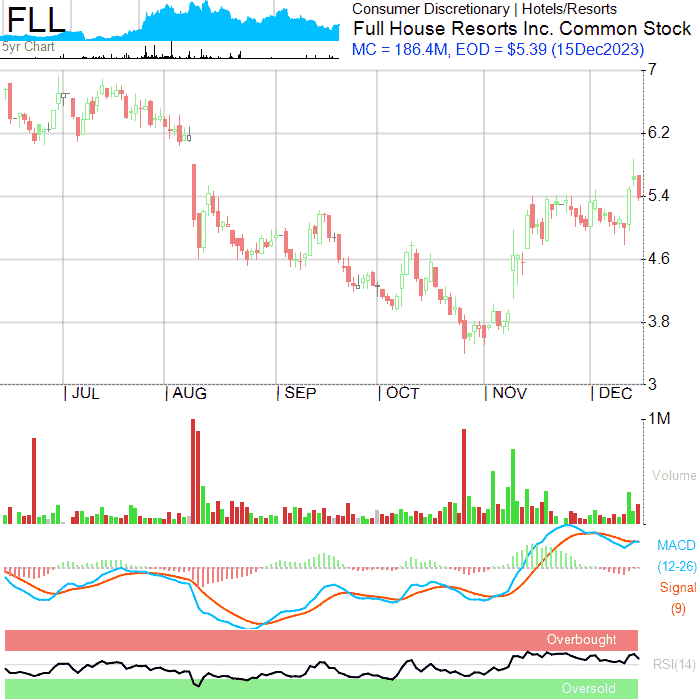 FLL
5yr Chart
Consumer Discretionary | Hotels/Resorts
Full House Resorts Inc. Common Stock
MC = 186.4M, EOD = $5.39 (15Dec2023)
7
6.2
5.4
4.6
3.8
3
JUL AUG SEP OCT NOV DEC
1M
Volume
MACD
(12-26)
Signal
(9)
Overbought
RSI(14)
Oversold